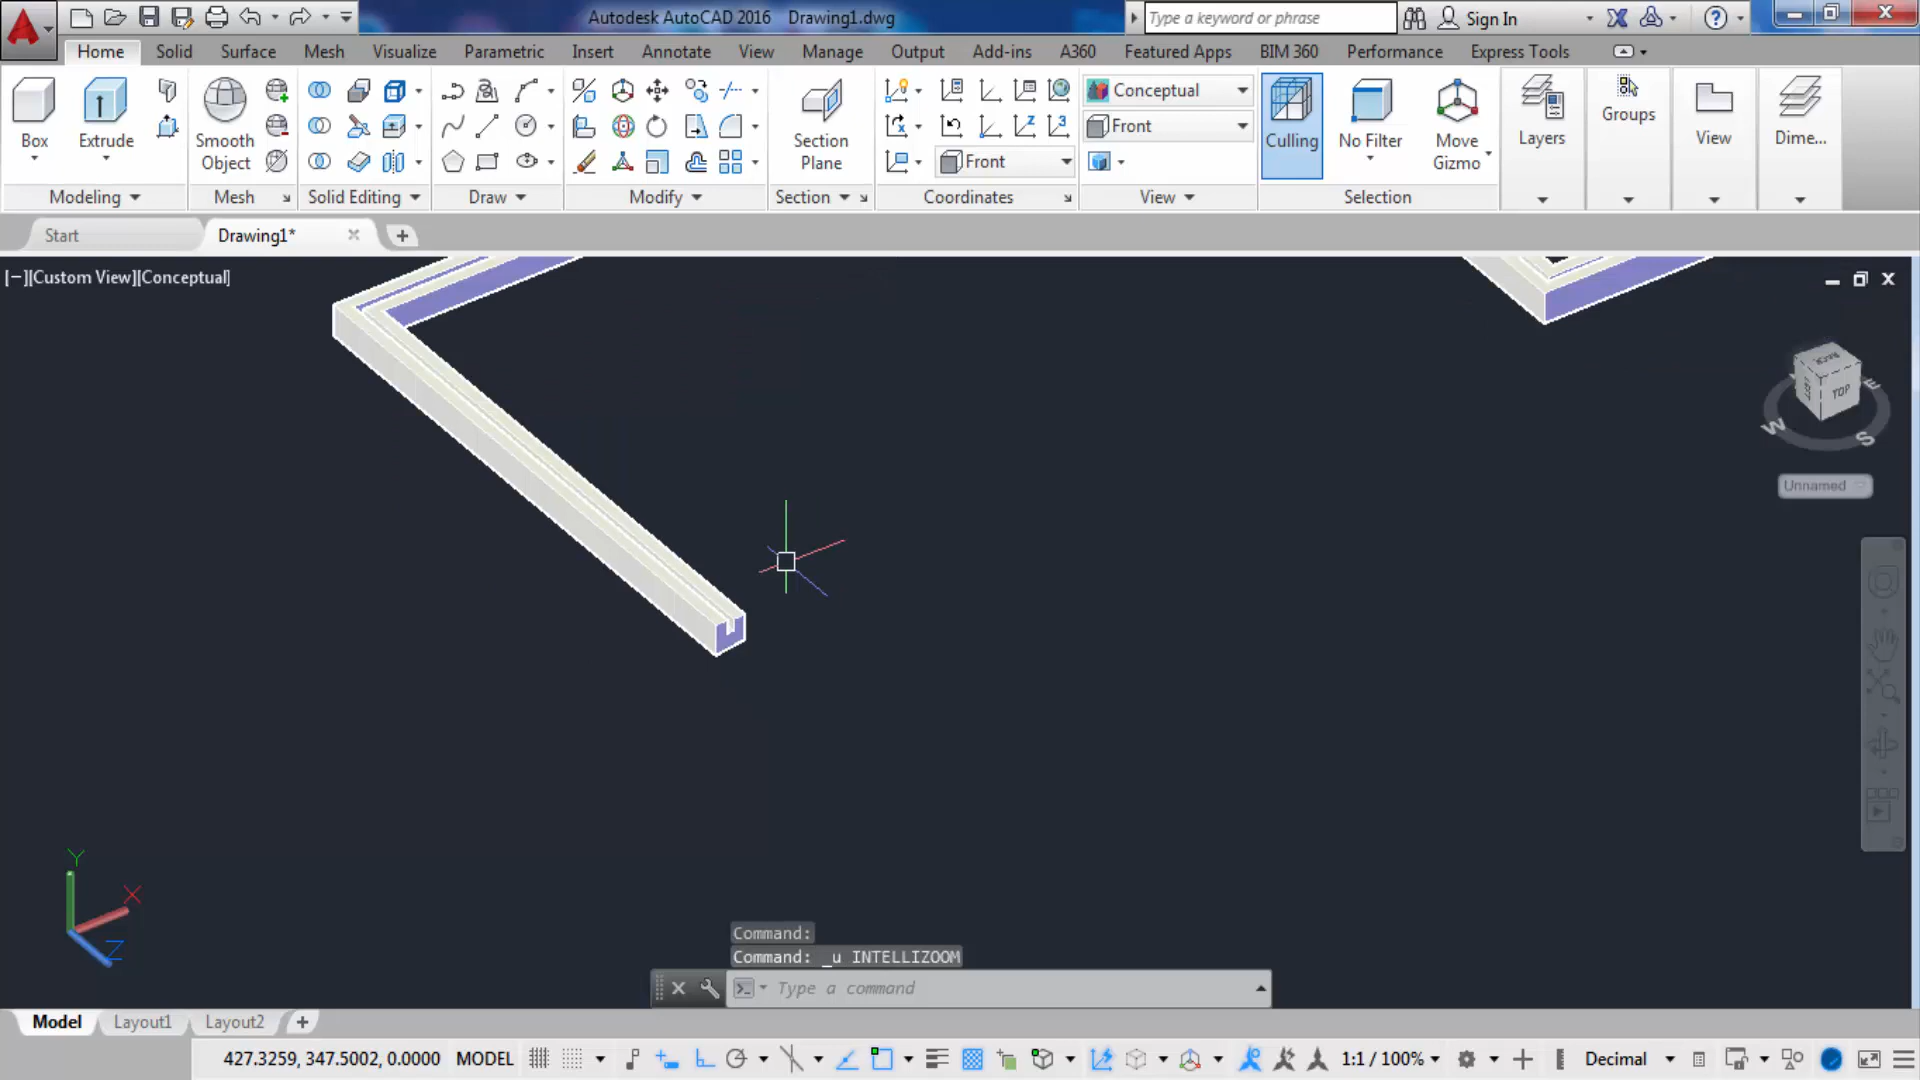 Autodesk AutoCAD 2016 Drawing1.dwg
Type a keyword or phrase
Sign In
Home Solid Surface Mesh Visualize Parametric Insert Annotate View Manage Output Add-ins A360 Featured Apps BIM 360 Performance Express Tools
Box
Extrude
Smooth
Object
Section
Plane
Front
Conceptual
Front
Culling
No Filter
Move
Gizmo
Layers
Groups
View
Dime...
Modeling Mesh Solid Editing Draw Modify Section Coordinates View Selection
Start Drawing1*
[−][Custom View][Conceptual]
BACK
LEFT
TOP
E
W
S
Unnamed
Y
X
Z
Command:
Command: _u INTELLIZOOM
Type a command
Model Layout1 Layout2
427.3259, 347.5002, 0.0000 MODEL 1:1 / 100% Decimal